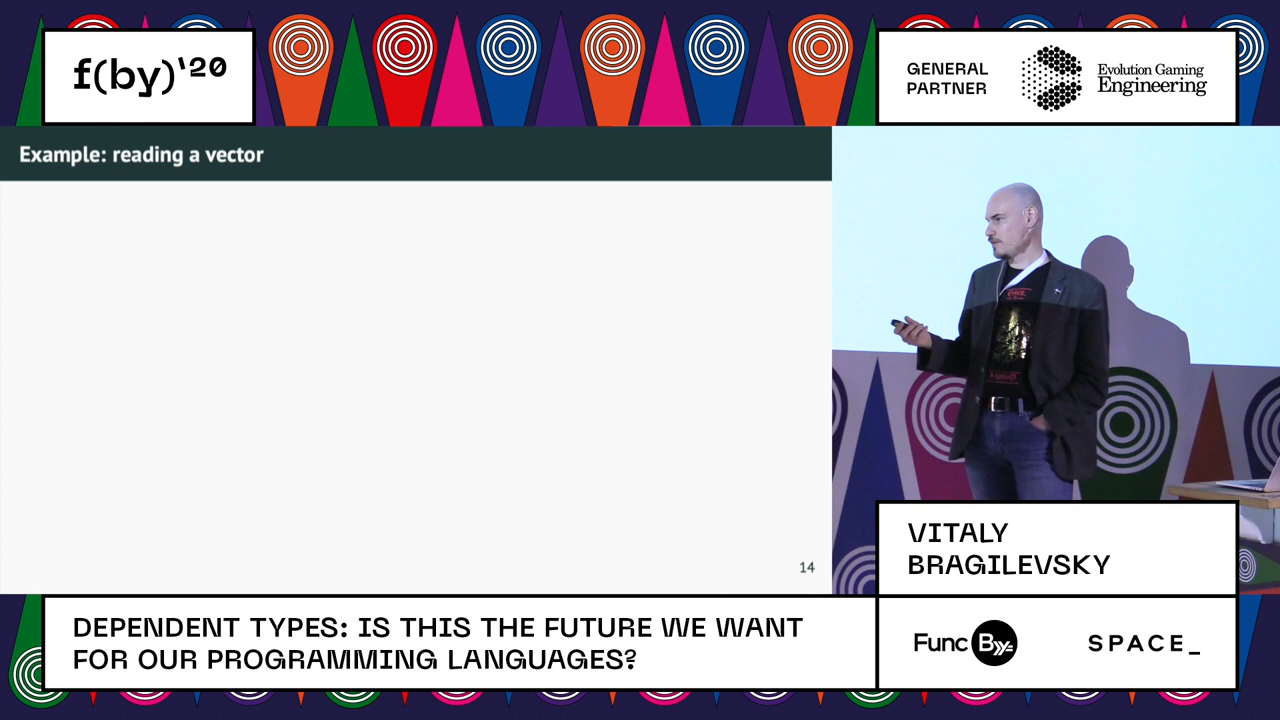 f(by)'20
GENERAL
PARTNER
Evolution Gaming
Engineering
Example: reading a vector
14
VITALY
BRAGILEVSKY
DEPENDENT TYPES: IS THIS THE FUTURE WE WANT
FOR OUR PROGRAMMING LANGUAGES?
Func By
SPACE_